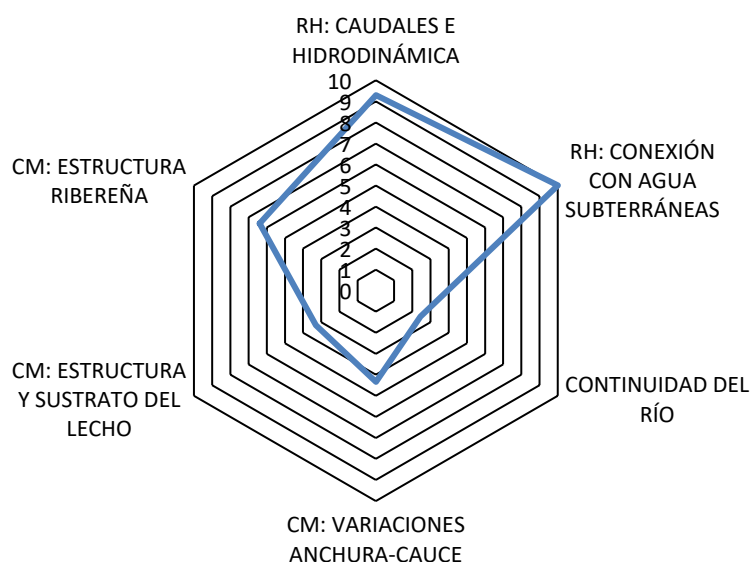 RH: CAUDALES E
HIDRODINÁMICA
10
9
8
7
6
5
4
3
2
1
0
RH: CONEXIÓN
CON AGUA
SUBTERRÁNEAS
CONTINUIDAD DEL
RÍO
CM: VARIACIONES
ANCHURA-CAUCE
CM: ESTRUCTURA
Y SUSTRATO DEL
LECHO
CM: ESTRUCTURA
RIBEREÑA